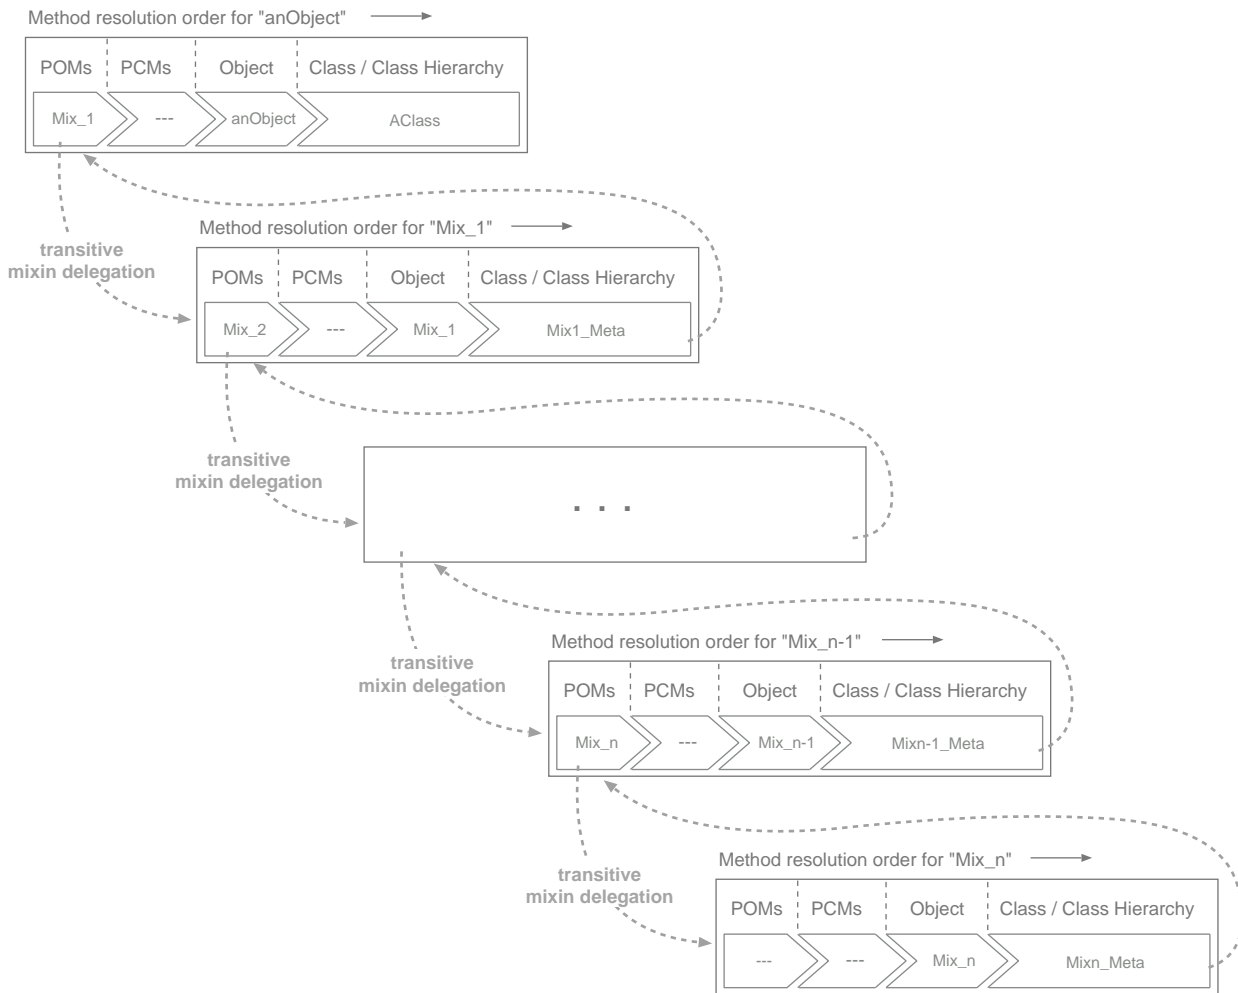 Method resolution order for "anObject"
POMs PCMs Object Class / Class Hierarchy
Mix_1 --- anObject AClass
Method resolution order for "Mix_1"
transitive
mixin delegation
POMs PCMs Object Class / Class Hierarchy
Mix_2 --- Mix_1 Mix1_Meta
transitive
mixin delegation
. . .
Method resolution order for "Mix_n-1"
transitive
mixin delegation
POMs PCMs Object Class / Class Hierarchy
Mix_n --- Mix_n-1 Mixn-1_Meta
Method resolution order for "Mix_n"
transitive
mixin delegation
POMs PCMs Object Class / Class Hierarchy
--- --- Mix_n Mixn_Meta